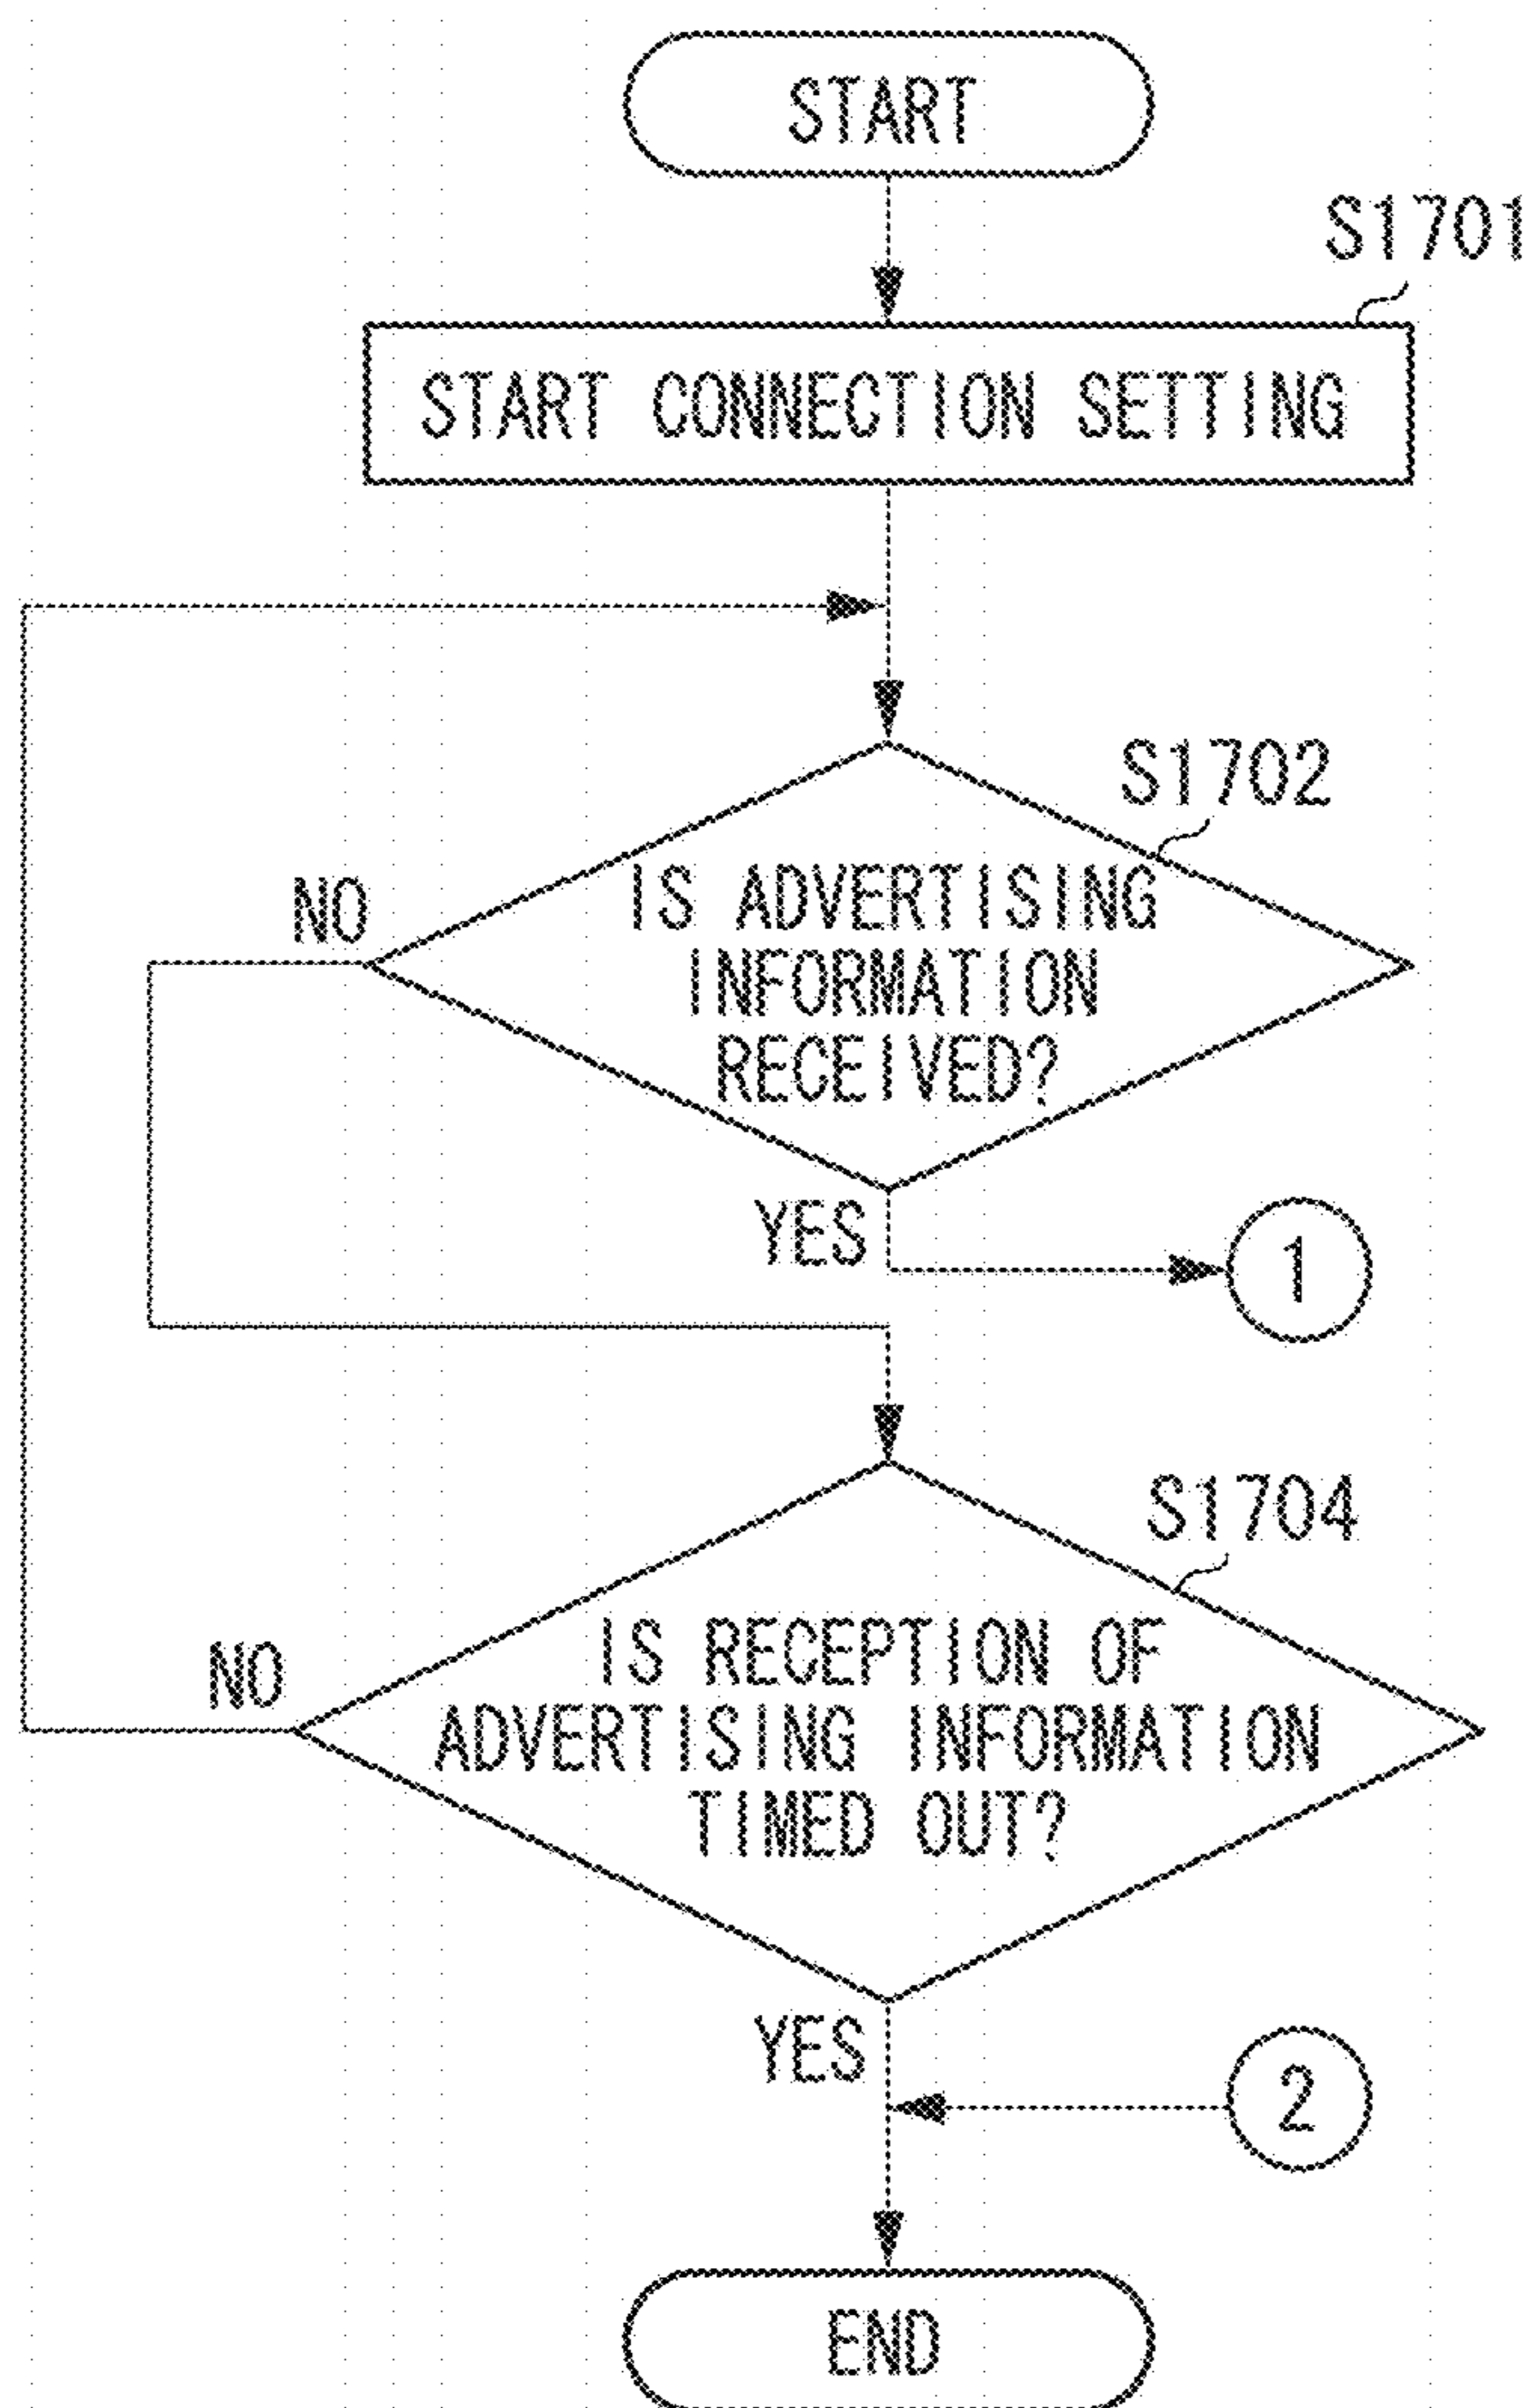 START
S1701
START CONNECTION SETTING
S1702
NO
IS ADVERTISING
INFORMATION
RECEIVED?
YES
1
S1704
NO
IS RECEPTION OF
ADVERTISING INFORMATION
TIMED OUT?
YES
2
END